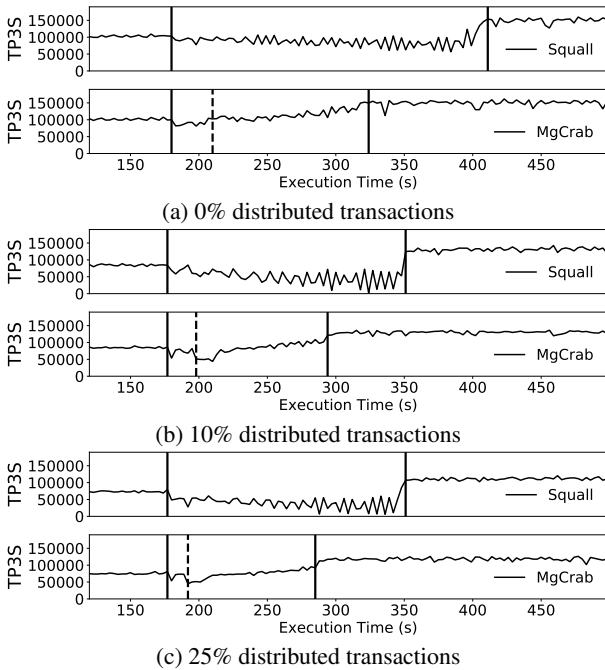 TP3S
150000
100000
50000
0
Squall
TP3S
150000
100000
50000
0
MgCrab
150 200 250 300 350 400 450
Execution Time (s)
(a) 0% distributed transactions
TP3S
150000
100000
50000
0
Squall
TP3S
150000
100000
50000
0
MgCrab
150 200 250 300 350 400 450
Execution Time (s)
(b) 10% distributed transactions
TP3S
150000
100000
50000
0
Squall
TP3S
150000
100000
50000
0
MgCrab
150 200 250 300 350 400 450
Execution Time (s)
(c) 25% distributed transactions